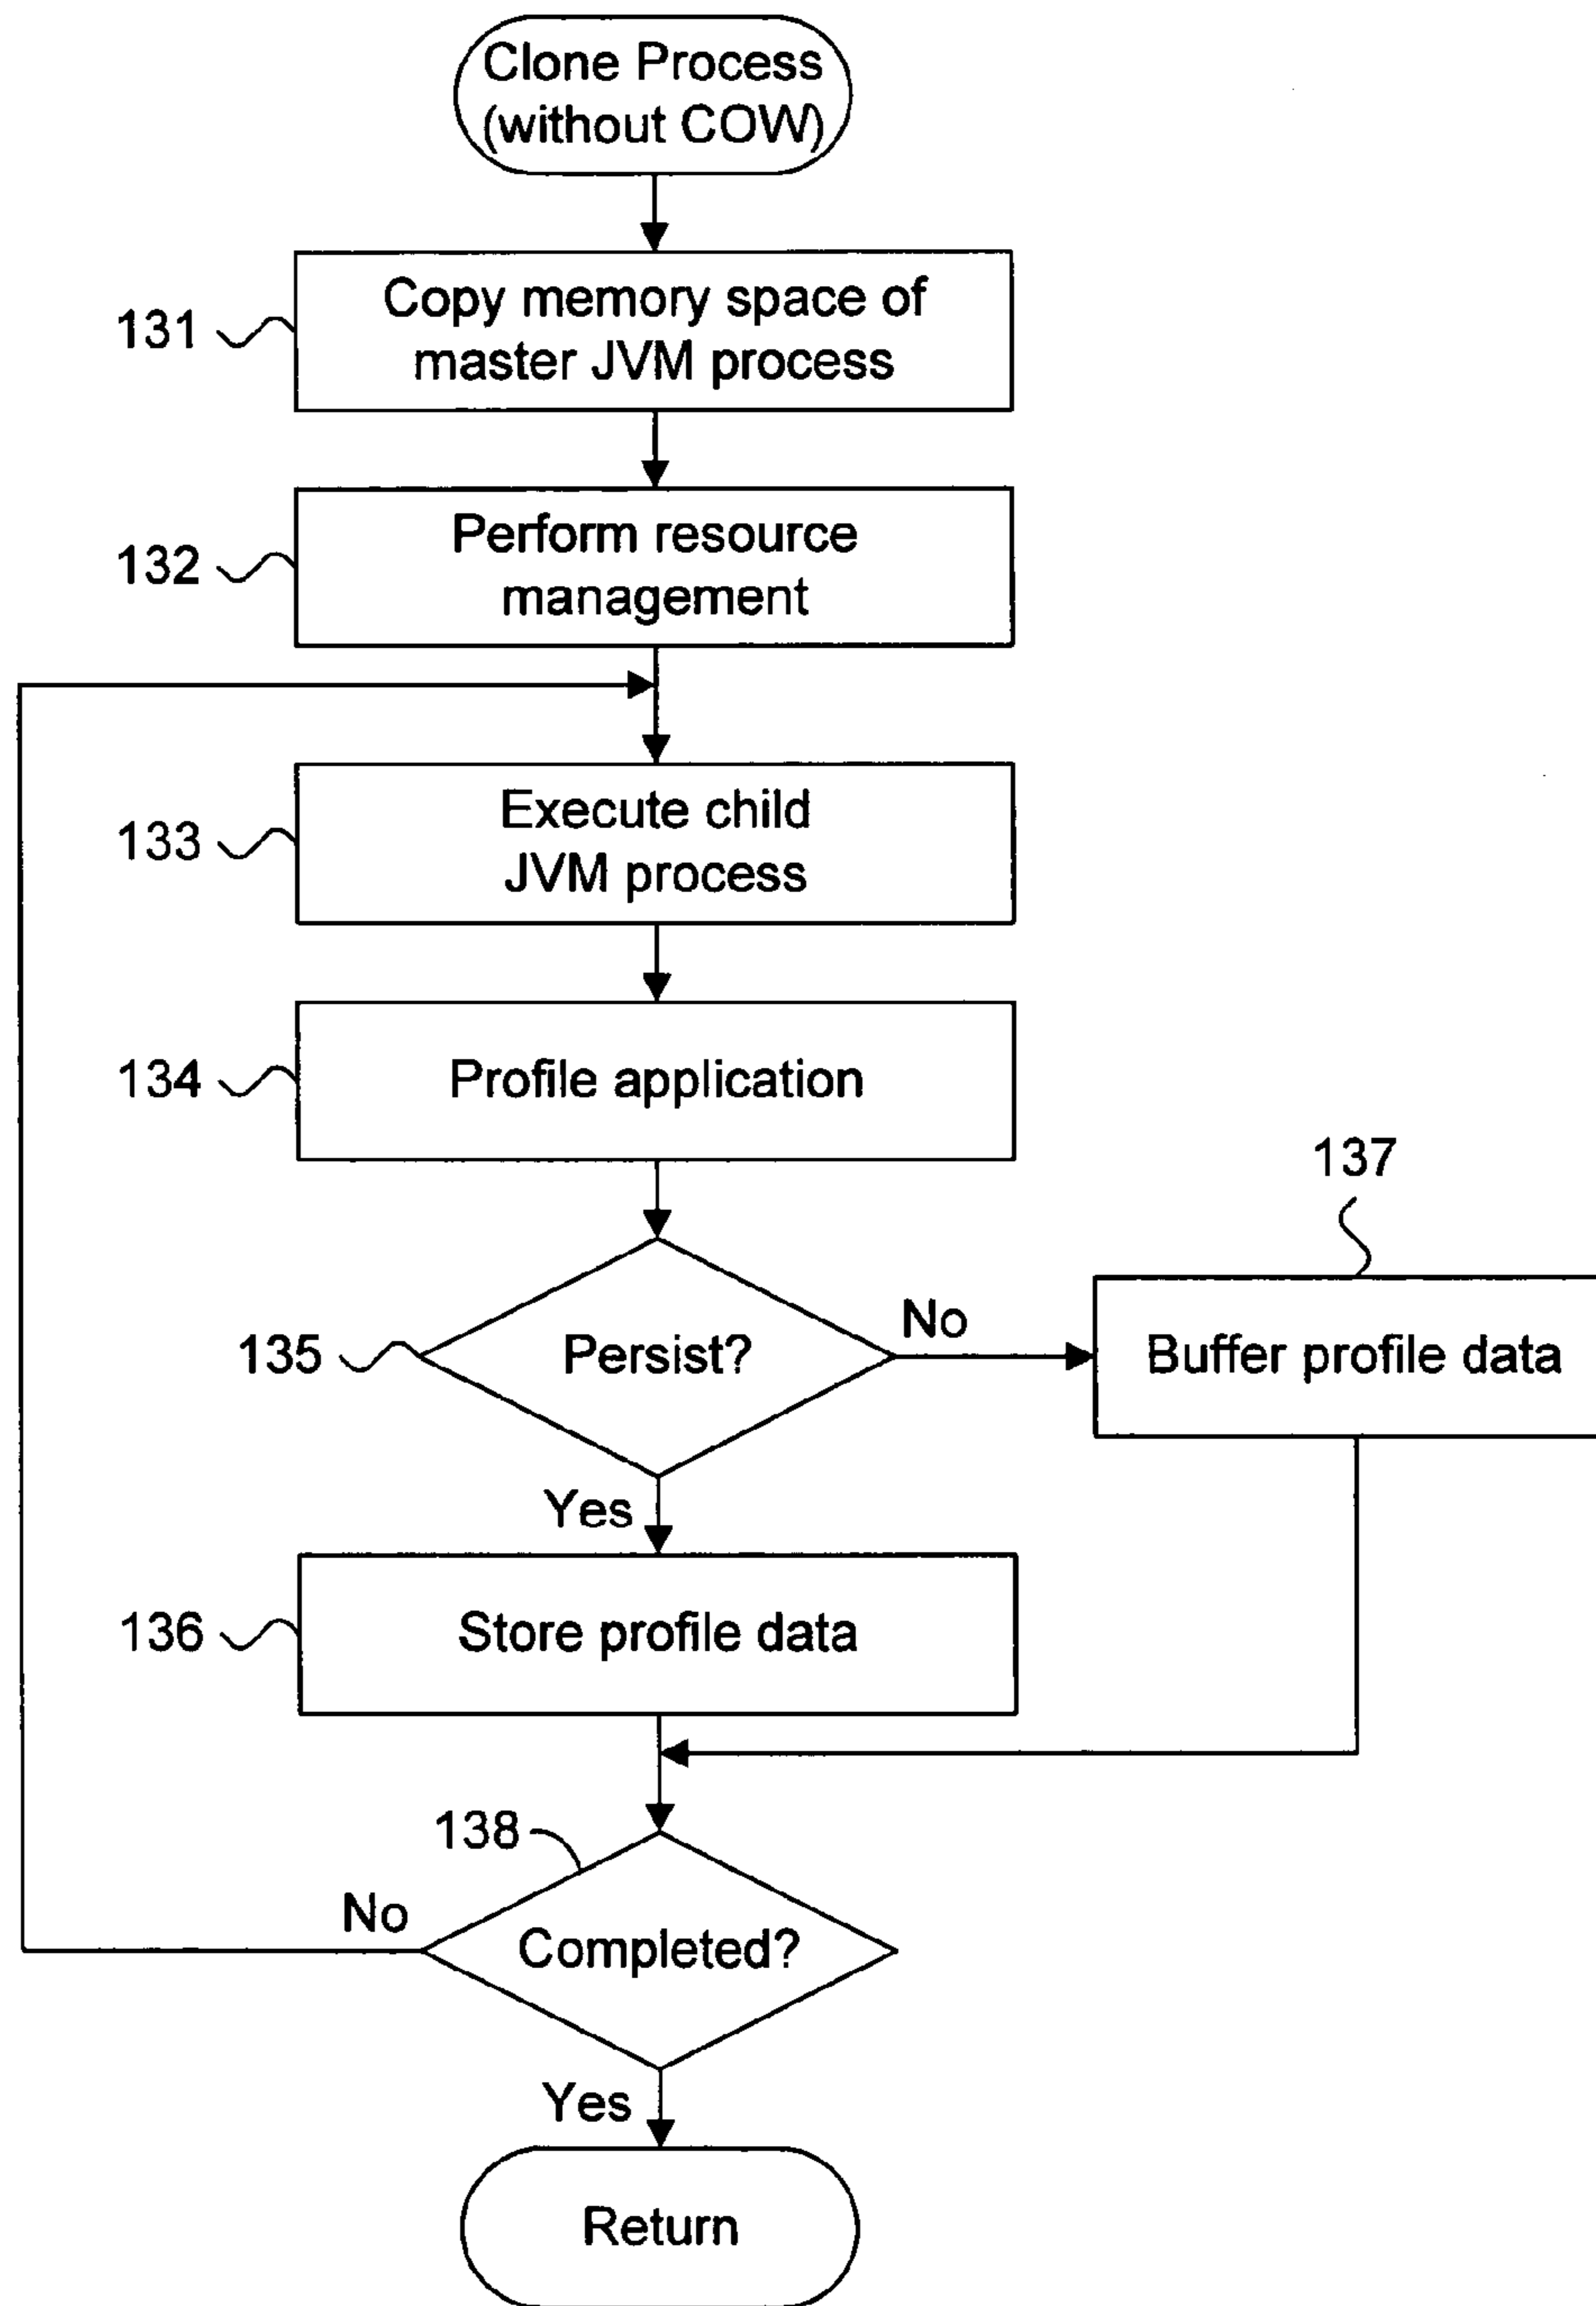 Clone Process
(without COW)
131
Copy memory space of
master JVM process
132
Perform resource
management
133
Execute child
JVM process
134
Profile application
137
135
Persist?
No
Buffer profile data
Yes
136
Store profile data
138
No
Completed?
Yes
Return